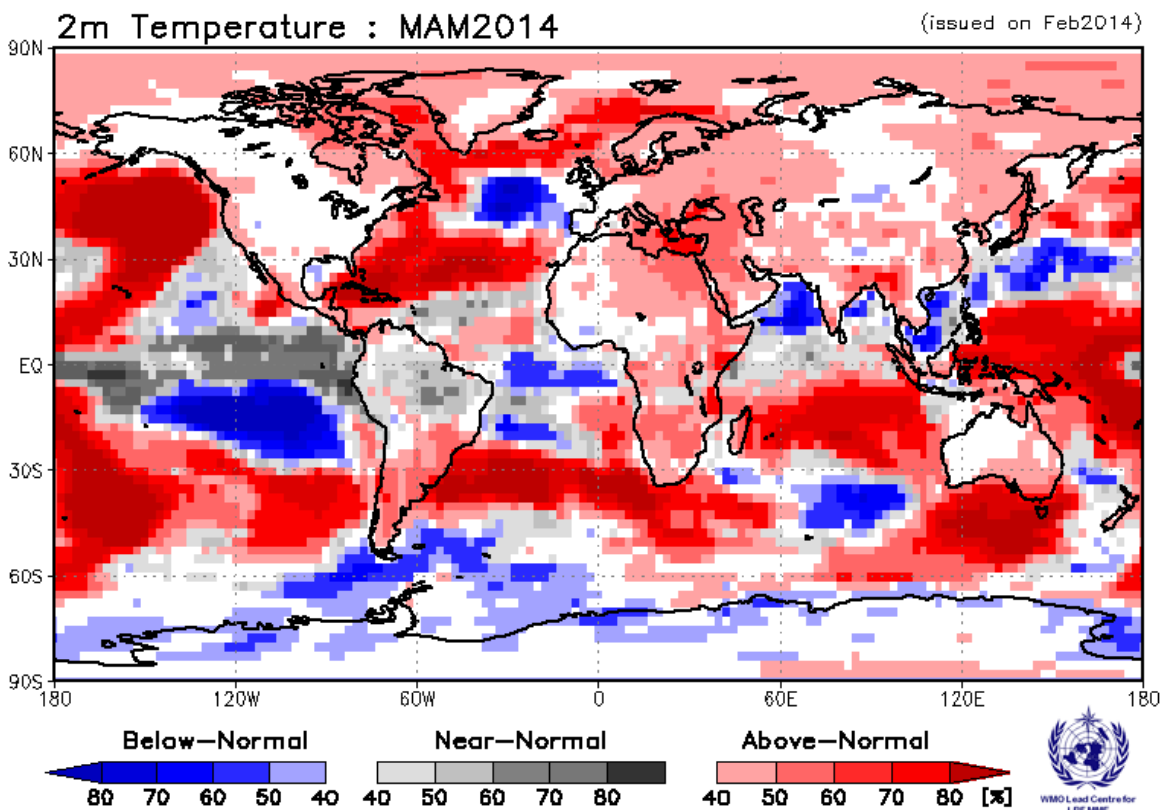 2m Temperature : MAM2014
(issued on Feb2014)
90N
60N
30N
EQ
30S
60S
90S
180 120W 60W 0 60E 120E 180
Below-Normal Near-Normal Above-Normal
80 70 60 50 40 40 50 60 70 80 40 50 60 70 80 [%]
WMO Lead Centre for
LRFMME